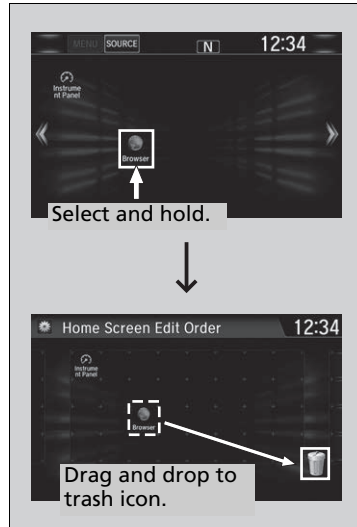 MENU SOURCE N 12:34
Instrume
nt Panel
Browser
Select and hold.
Home Screen Edit Order 12:34
Instrume
nt Panel
Browser
Drag and drop to
trash icon.